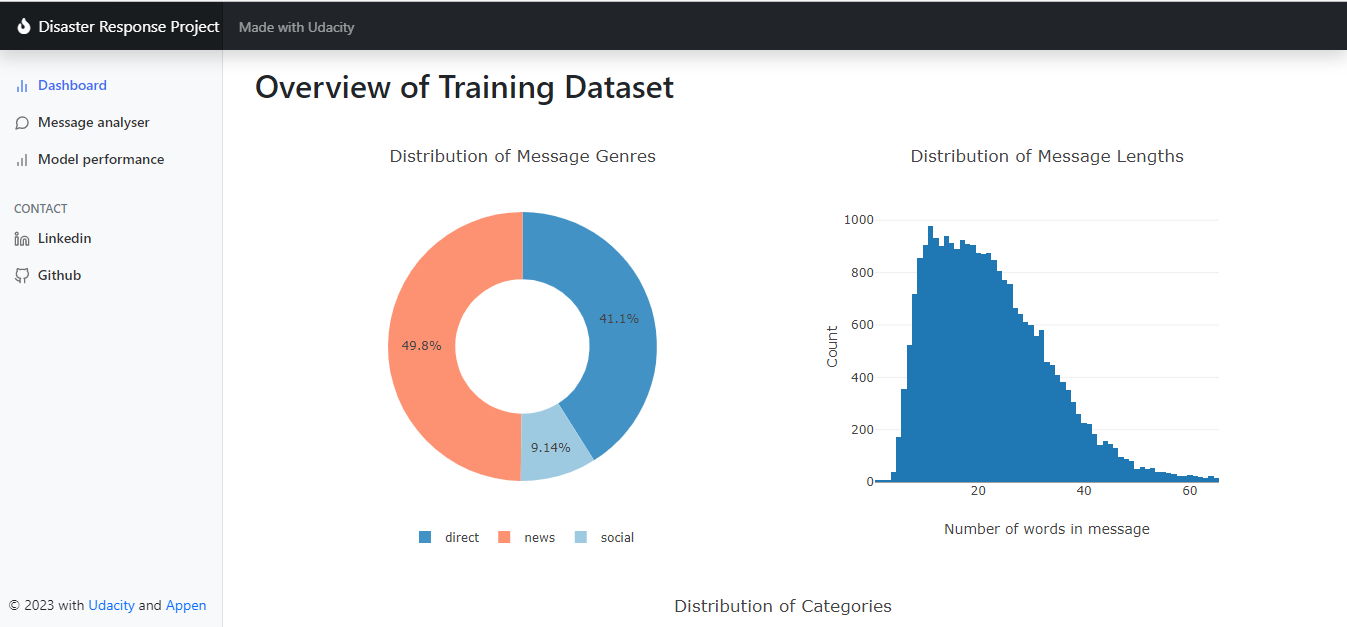 Disaster Response Project
Made with Udacity
Dashboard
Message analyser
Model performance
CONTACT
Linkedin
Github
© 2023 with Udacity and Appen
Overview of Training Dataset
Distribution of Message Genres
41.1%
49.8%
9.14%
direct
news
social
Distribution of Message Lengths
1000
800
600
400
200
0
Count
20
40
60
Number of words in message
Distribution of Categories